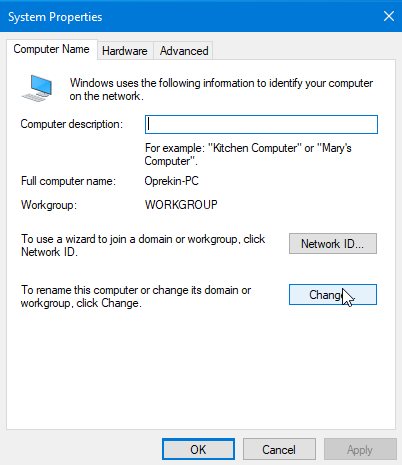 System Properties
Computer Name Hardware Advanced
Windows uses the following information to identify your computer
on the network.
Computer description:
For example: "Kitchen Computer" or "Mary's
Computer".
Full computer name: Oprekin-PC
Workgroup: WORKGROUP
To use a wizard to join a domain or workgroup, click
Network ID.
Network ID...
To rename this computer or change its domain or
workgroup, click Change.
Chang
OK Cancel Apply